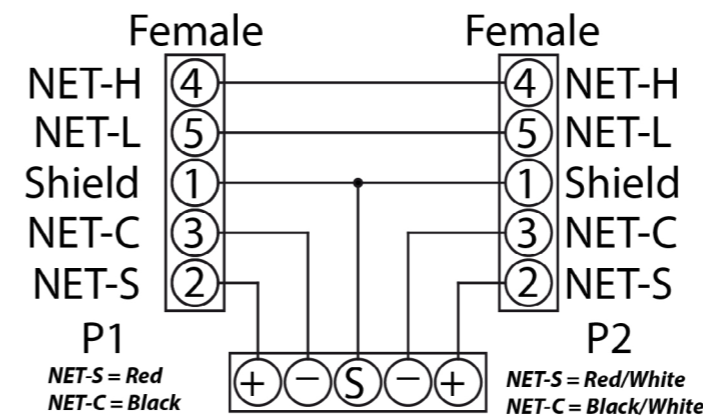 Female Female
NET-H 4 4 NET-H
NET-L 5 5 NET-L
Shield 1 1 Shield
NET-C 3 3 NET-C
NET-S 2 2 NET-S
P1 P2
+ − S − +
NET-S = Red
NET-C = Black
NET-S = Red/White
NET-C = Black/White